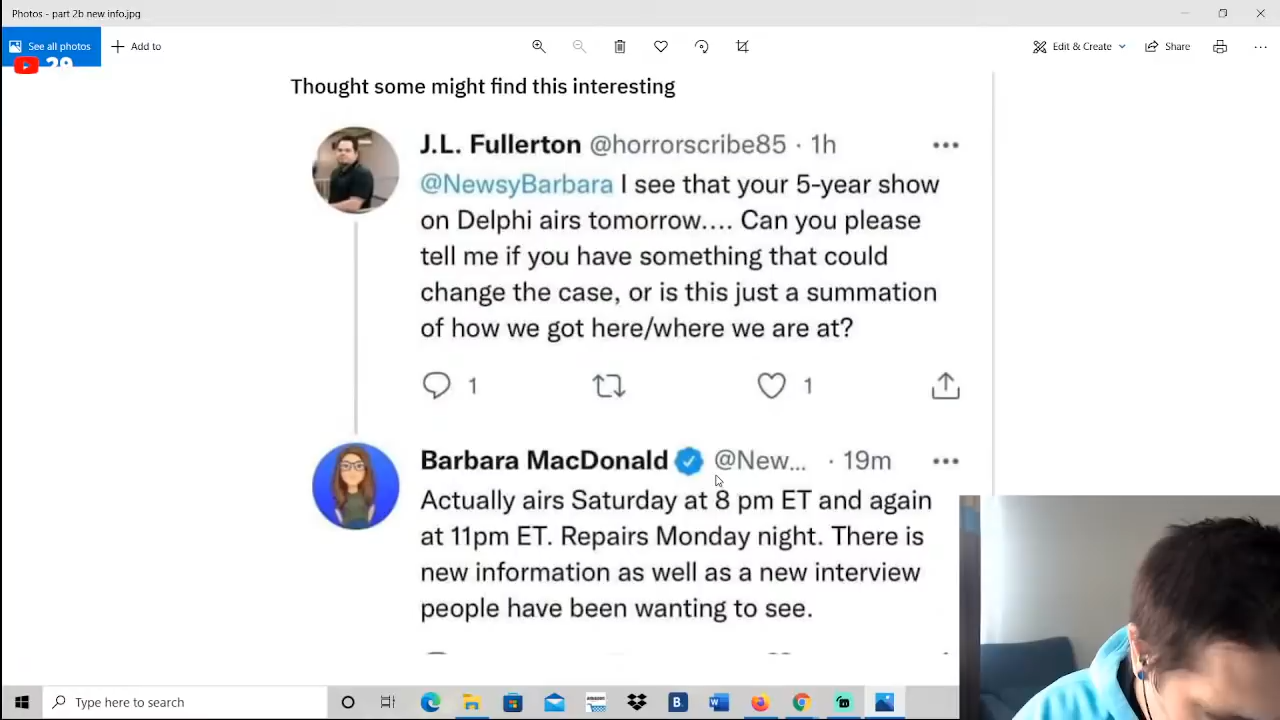 Photos - part 2b new info.jpg
See all photos
Add to
Edit & Create
Share
29
Thought some might find this interesting
J.L. Fullerton @horrorscribe85 · 1h
@NewsyBarbara I see that your 5-year show
on Delphi airs tomorrow.... Can you please
tell me if you have something that could
change the case, or is this just a summation
of how we got here/where we are at?
1
1
Barbara MacDonald @New... · 19m
Actually airs Saturday at 8 pm ET and again
at 11pm ET. Repairs Monday night. There is
new information as well as a new interview
people have been wanting to see.
Type here to search
amazon
B.
W